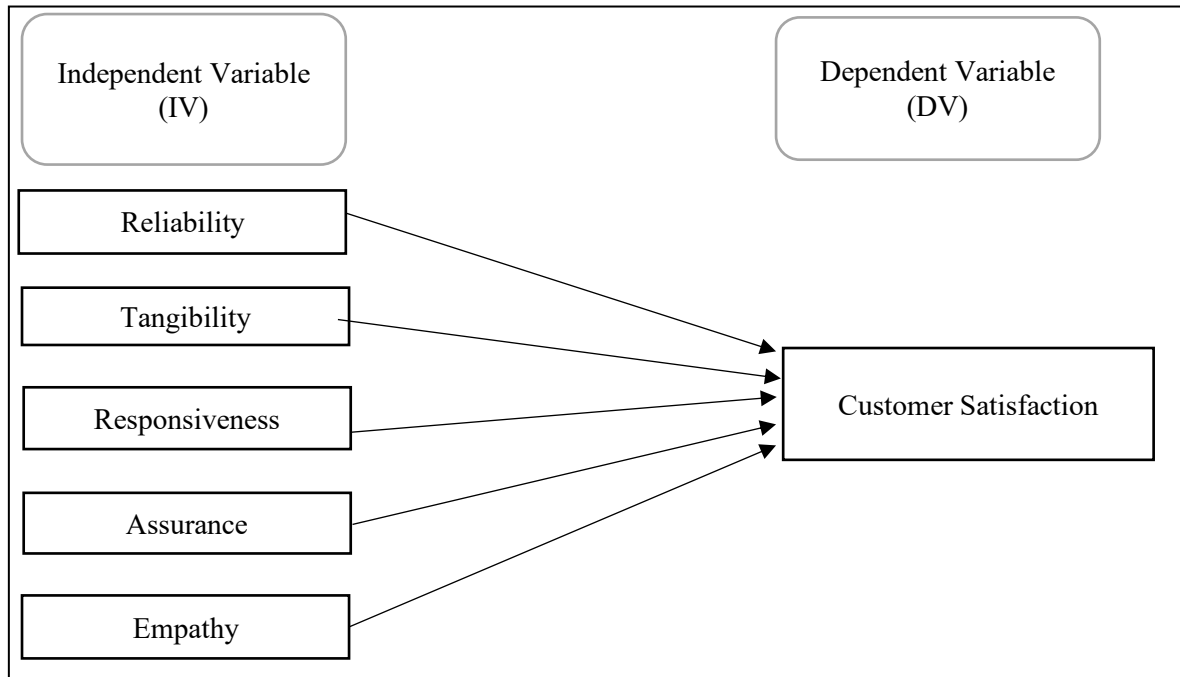 Independent Variable
(IV)
Dependent Variable
(DV)
Reliability
Tangibility
Responsiveness
Customer Satisfaction
Assurance
Empathy